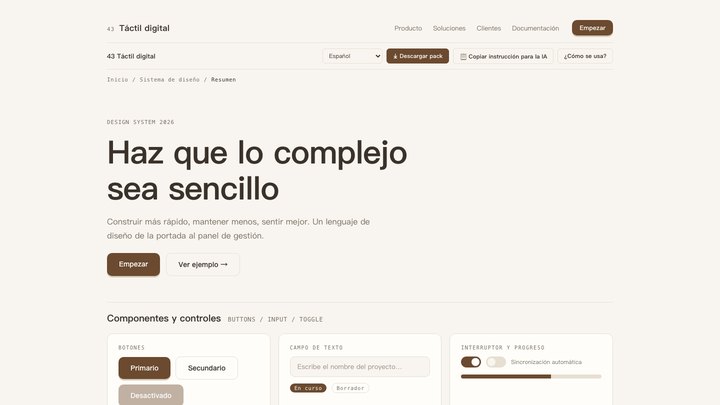 43 Táctil digital
Producto Soluciones Clientes Documentación Empezar
43 Táctil digital
Español
Descargar pack
Copiar instrucción para la IA
¿Cómo se usa?
Inicio / Sistema de diseño / Resumen
DESIGN SYSTEM 2026
Haz que lo complejo
sea sencillo
Construir más rápido, mantener menos, sentir mejor. Un lenguaje de
diseño de la portada al panel de gestión.
Empezar
Ver ejemplo →
Componentes y controles BUTTONS / INPUT / TOGGLE
BOTONES
Primario
Secundario
Desactivado
CAMPO DE TEXTO
Escribe el nombre del proyecto...
En curso
Borrador
INTERRUPTOR Y PROGRESO
Sincronización automática